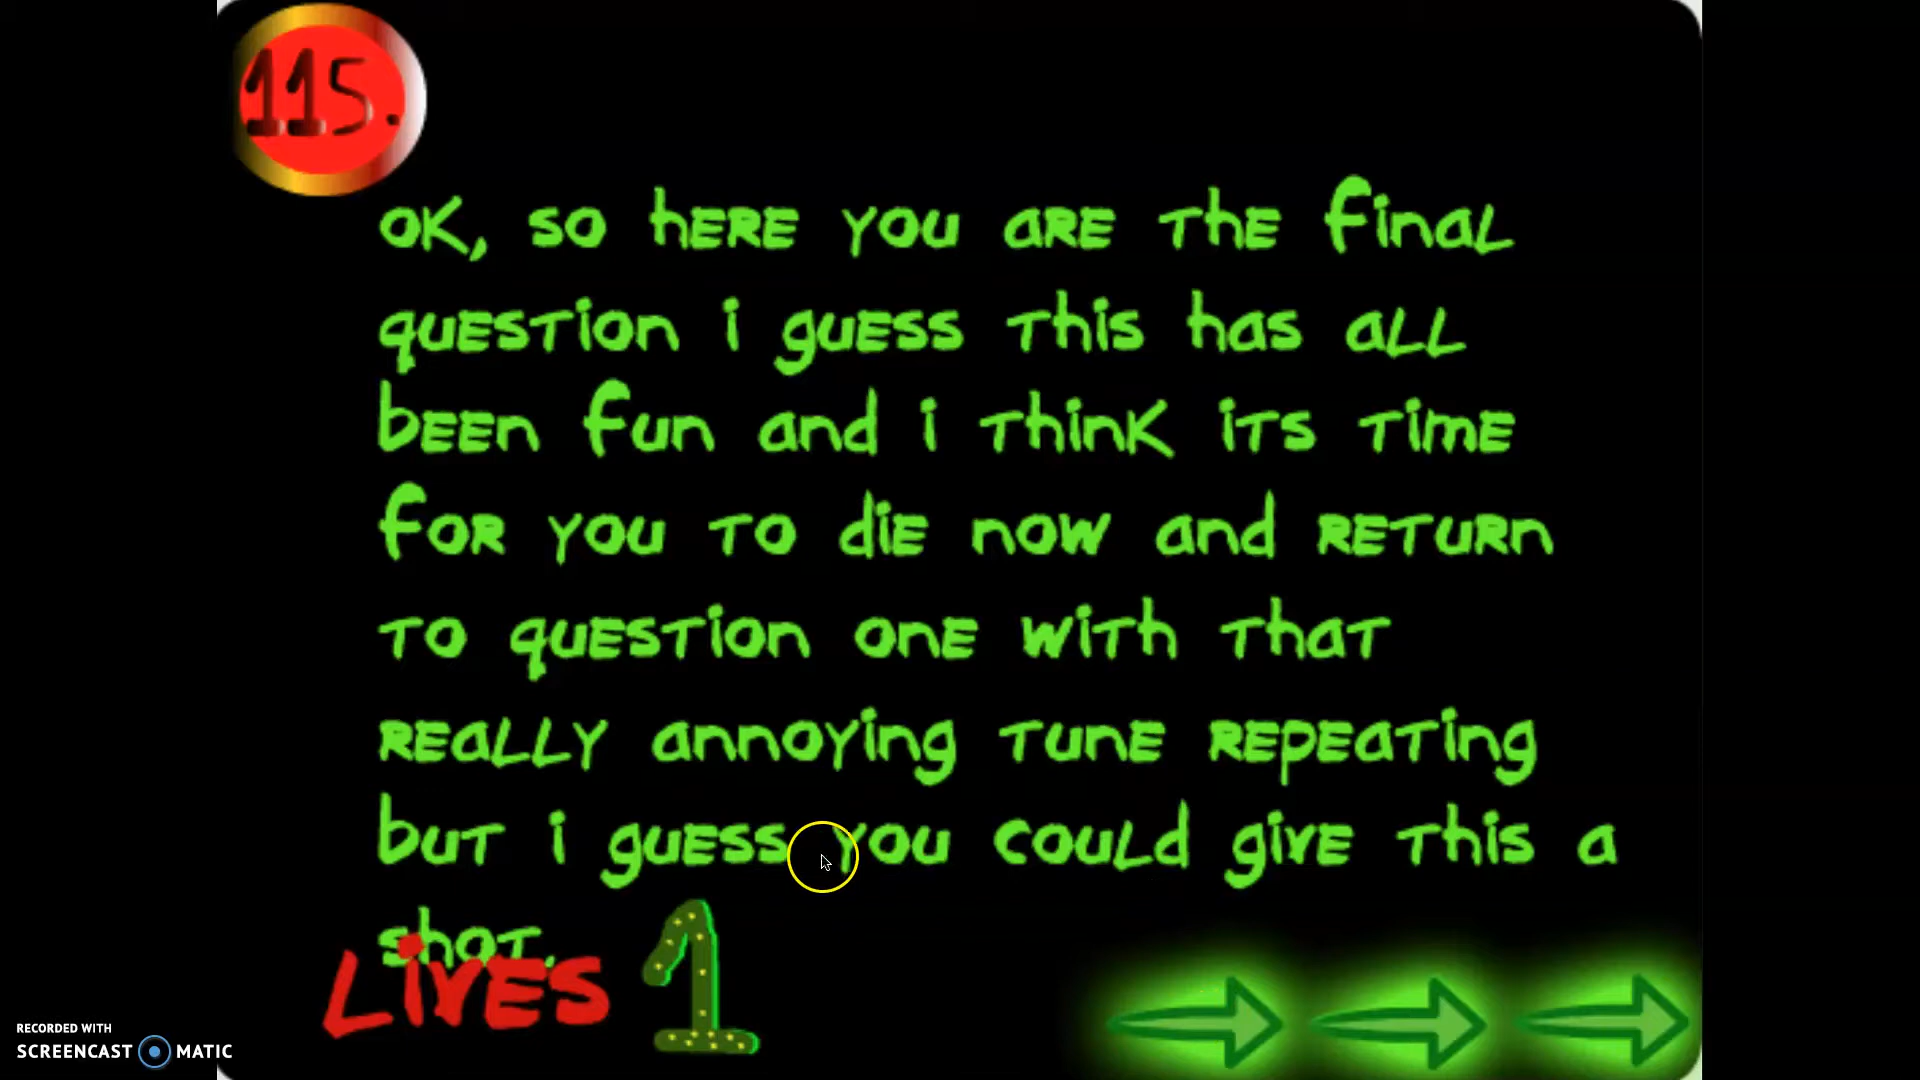 115.
OK, so hERE you aRE ThE final
quESTion i guESS This has aLL
bEEn fun and i Think iTs TimE
foR you To diE now and RETuRn
To quESTion onE wiTh ThaT
REaLLy annoying TunE REpEaTing
buT i guESS you couLd givE This a
shoT.
LivES 1
RECORDED WITH
SCREENCAST MATIC